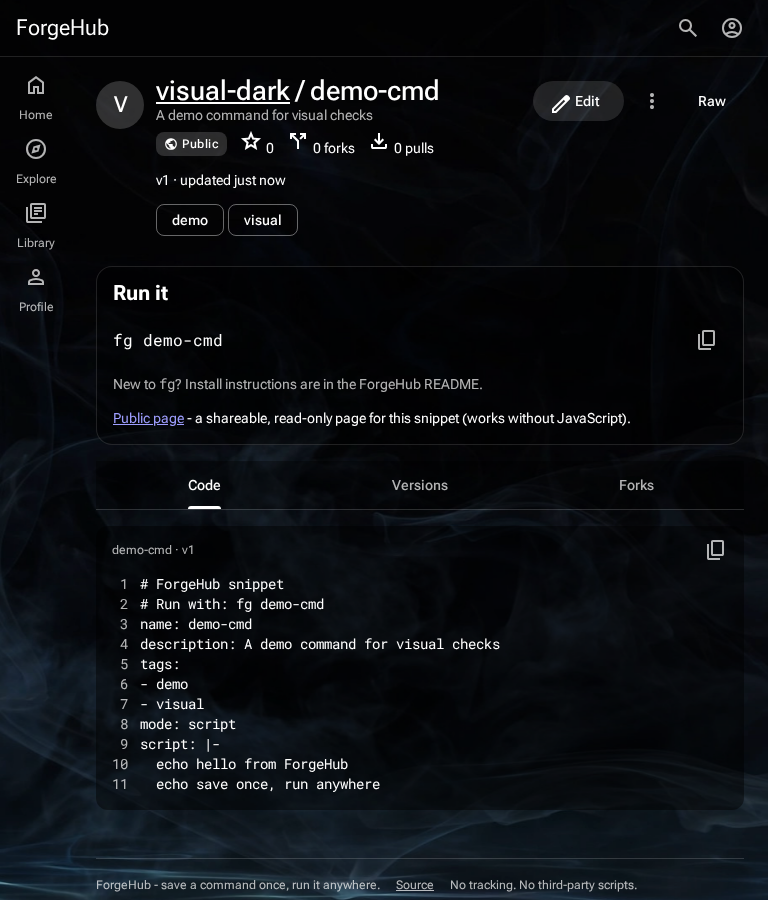 ForgeHub
Home
Explore
Library
Profile
V
visual-dark / demo-cmd
A demo command for visual checks
Edit
Raw
Public
0
0 forks
0 pulls
v1 · updated just now
demo
visual
Run it
fg demo-cmd
New to fg? Install instructions are in the ForgeHub README.
Public page - a shareable, read-only page for this snippet (works without JavaScript).
Code
Versions
Forks
demo-cmd · v1
1 # ForgeHub snippet
2 # Run with: fg demo-cmd
3 name: demo-cmd
4 description: A demo command for visual checks
5 tags:
6 - demo
7 - visual
8 mode: script
9 script: |-
10   echo hello from ForgeHub
11   echo save once, run anywhere
ForgeHub - save a command once, run it anywhere. Source No tracking. No third-party scripts.